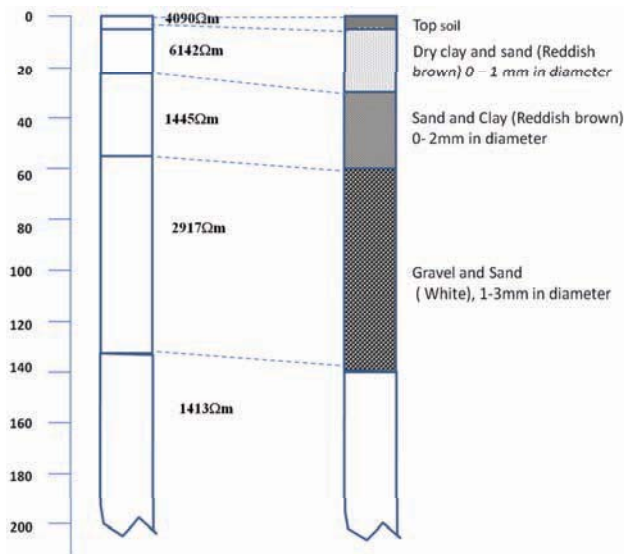 0
20
40
60
80
100
120
140
160
180
200
4090Ωm
6142Ωm
1445Ωm
2917Ωm
1413Ωm
Top soil
Dry clay and sand (Reddish
brown) 0 – 1 mm in diameter
Sand and Clay (Reddish brown)
0- 2mm in diameter
Gravel and Sand
( White), 1-3mm in diameter